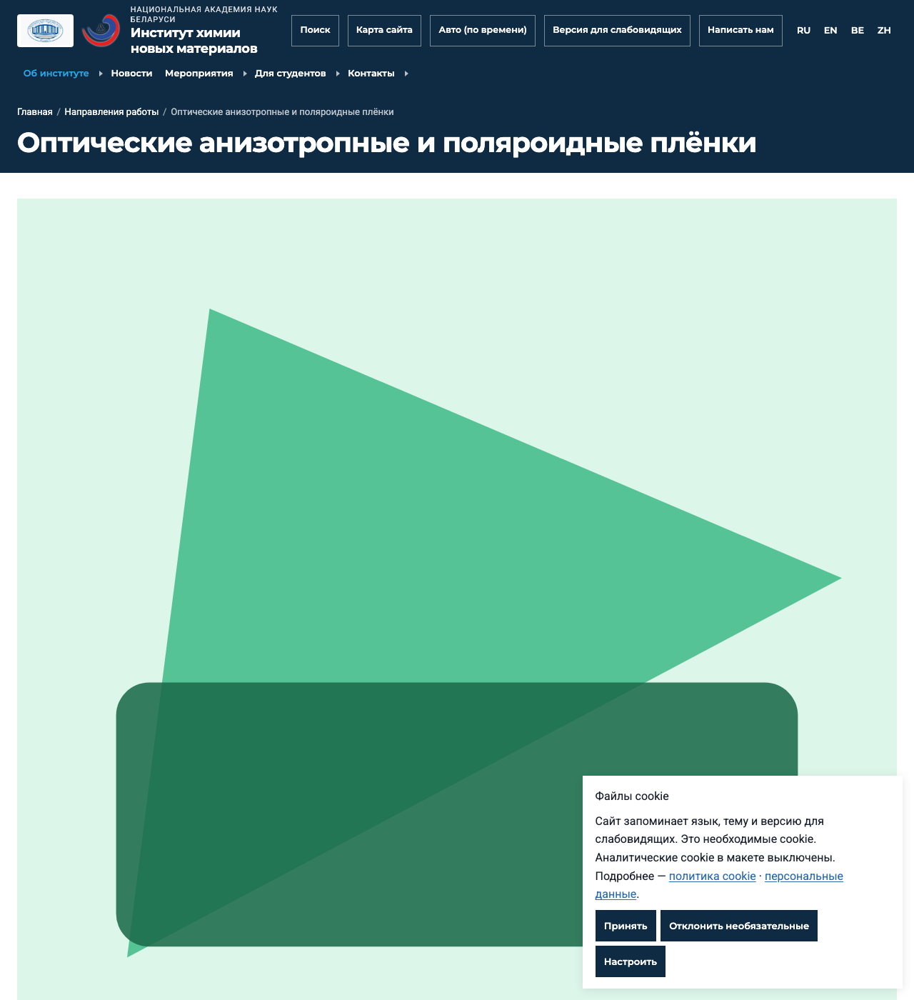 НАЦИОНАЛЬНАЯ АКАДЕМИЯ НАУК
БЕЛАРУСИ
Институт химии
новых материалов
Поиск
Карта сайта
Авто (по времени)
Версия для слабовидящих
Написать нам
RU EN BE ZH
Об институте Новости Мероприятия Для студентов Контакты
Главная / Направления работы / Оптические анизотропные и поляроидные плёнки
Оптические анизотропные и поляроидные плёнки
Файлы cookie
Сайт запоминает язык, тему и версию для
слабовидящих. Это необходимые cookie.
Аналитические cookie в макете выключены.
Подробнее — политика cookie · персональные
данные.
Принять
Отклонить необязательные
Настроить